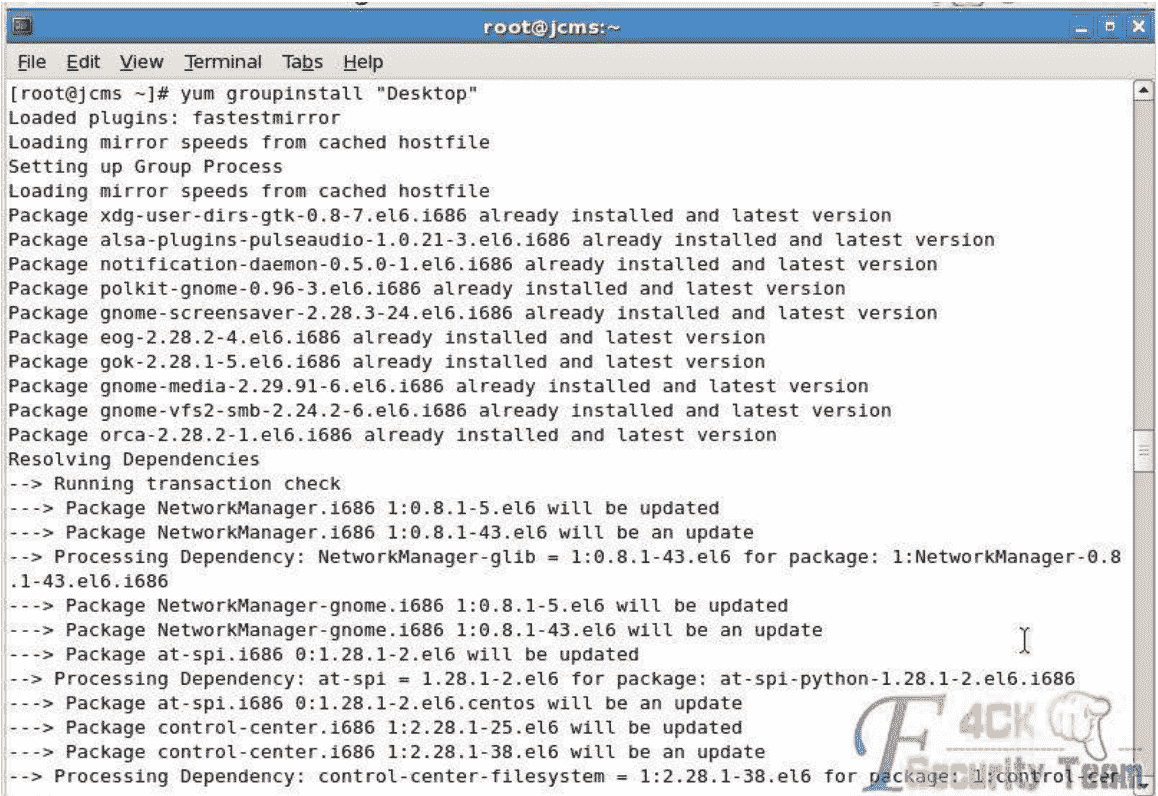 root@jcms:~
File Edit View Terminal Tabs Help
[root@jcms ~]# yum groupinstall "Desktop"
Loaded plugins: fastestmirror
Loading mirror speeds from cached hostfile
Setting up Group Process
Loading mirror speeds from cached hostfile
Package xdg-user-dirs-gtk-0.8-7.el6.i686 already installed and latest version
Package alsa-plugins-pulseaudio-1.0.21-3.el6.i686 already installed and latest version
Package notification-daemon-0.5.0-1.el6.i686 already installed and latest version
Package polkit-gnome-0.96-3.el6.i686 already installed and latest version
Package gnome-screensaver-2.28.3-24.el6.i686 already installed and latest version
Package eog-2.28.2-4.el6.i686 already installed and latest version
Package gok-2.28.1-5.el6.i686 already installed and latest version
Package gnome-media-2.29.91-6.el6.i686 already installed and latest version
Package gnome-vfs2-smb-2.24.2-6.el6.i686 already installed and latest version
Package orca-2.28.2-1.el6.i686 already installed and latest version
Resolving Dependencies
--> Running transaction check
---> Package NetworkManager.i686 1:0.8.1-5.el6 will be updated
---> Package NetworkManager.i686 1:0.8.1-43.el6 will be an update
--> Processing Dependency: NetworkManager-glib = 1:0.8.1-43.el6 for package: 1:NetworkManager-0.8
.1-43.el6.i686
---> Package NetworkManager-gnome.i686 1:0.8.1-5.el6 will be updated
---> Package NetworkManager-gnome.i686 1:0.8.1-43.el6 will be an update
---> Package at-spi.i686 0:1.28.1-2.el6 will be updated
--> Processing Dependency: at-spi = 1.28.1-2.el6 for package: at-spi-python-1.28.1-2.el6.i686
---> Package at-spi.i686 0:1.28.1-2.el6.centos will be an update
---> Package control-center.i686 1:2.28.1-25.el6 will be updated
---> Package control-center.i686 1:2.28.1-38.el6 will be an update
--> Processing Dependency: control-center-filesystem = 1:2.28.1-38.el6 for package: 1:control-cen
F4CK
Security Team